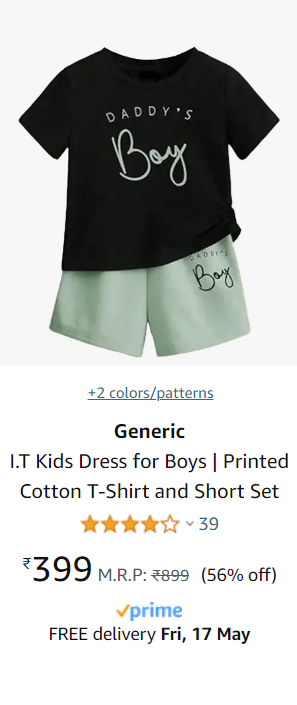 DADDY'S
Boy
DADDY'S
Boy
+2 colors/patterns
Generic
I.T Kids Dress for Boys | Printed
Cotton T-Shirt and Short Set
39
₹399 M.R.P: ₹899 (56% off)
prime
FREE delivery Fri, 17 May